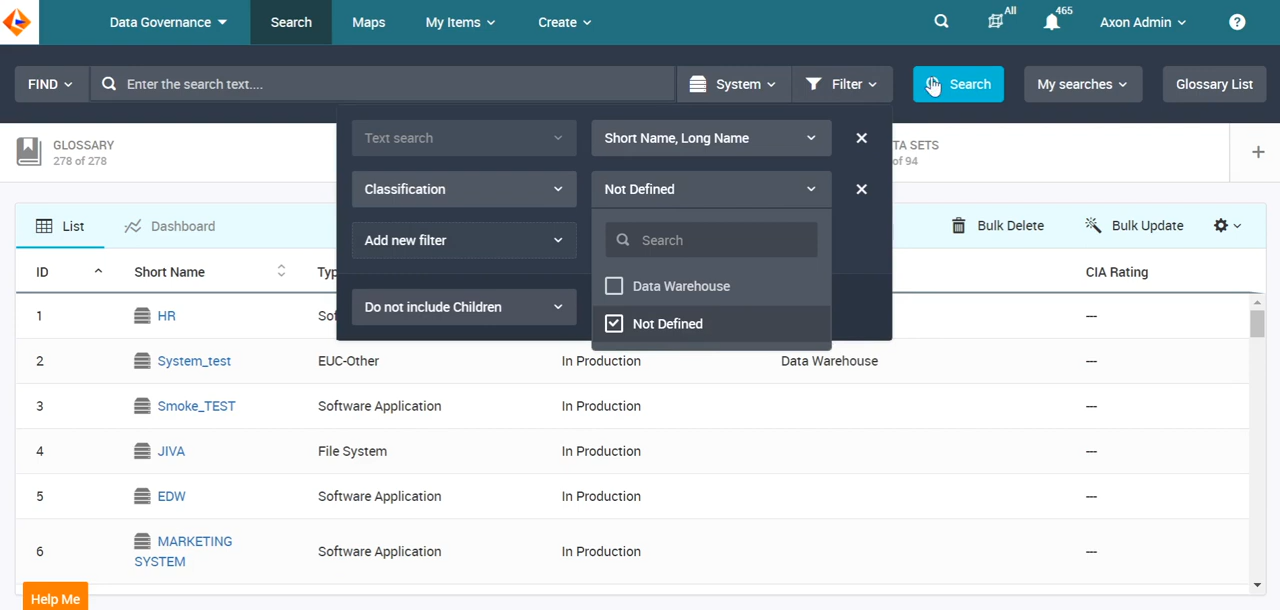 Data Governance Search Maps My Items Create All 465 Axon Admin ?
FIND Enter the search text.... System Filter Search My searches Glossary List
Text search Short Name, Long Name
GLOSSARY
278 of 278
TA SETS
of 94
Classification Not Defined
List Dashboard Bulk Delete Bulk Update
Add new filter Search
Data Warehouse
Do not include Children
Not Defined
ID Short Name Typ CIA Rating
1 HR Sof ---
2 System_test EUC-Other In Production Data Warehouse ---
3 Smoke_TEST Software Application In Production ---
4 JIVA File System In Production ---
5 EDW Software Application In Production ---
6 MARKETING SYSTEM Software Application In Production ---
Help Me